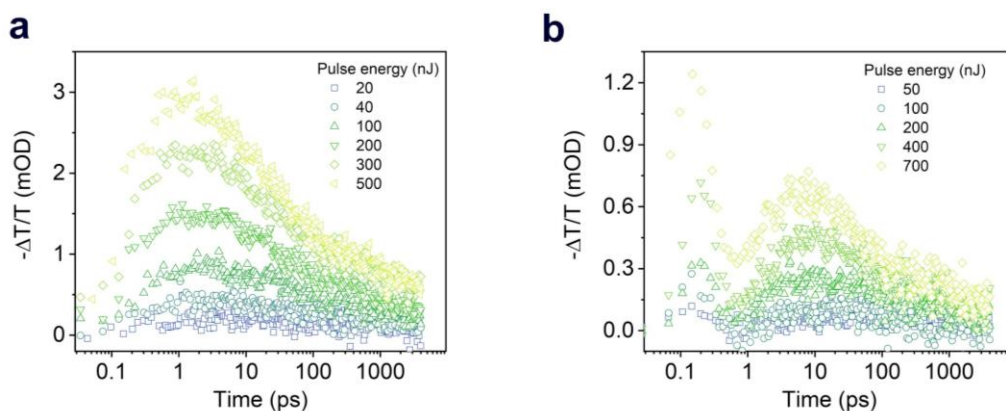 a
b
Pulse energy (nJ)
20
40
100
200
300
500
Pulse energy (nJ)
50
100
200
400
700
3
2
1
0
1.2
0.9
0.6
0.3
0.0
-ΔT/T (mOD)
-ΔT/T (mOD)
0.1 1 10 100 1000
0.1 1 10 100 1000
Time (ps)
Time (ps)